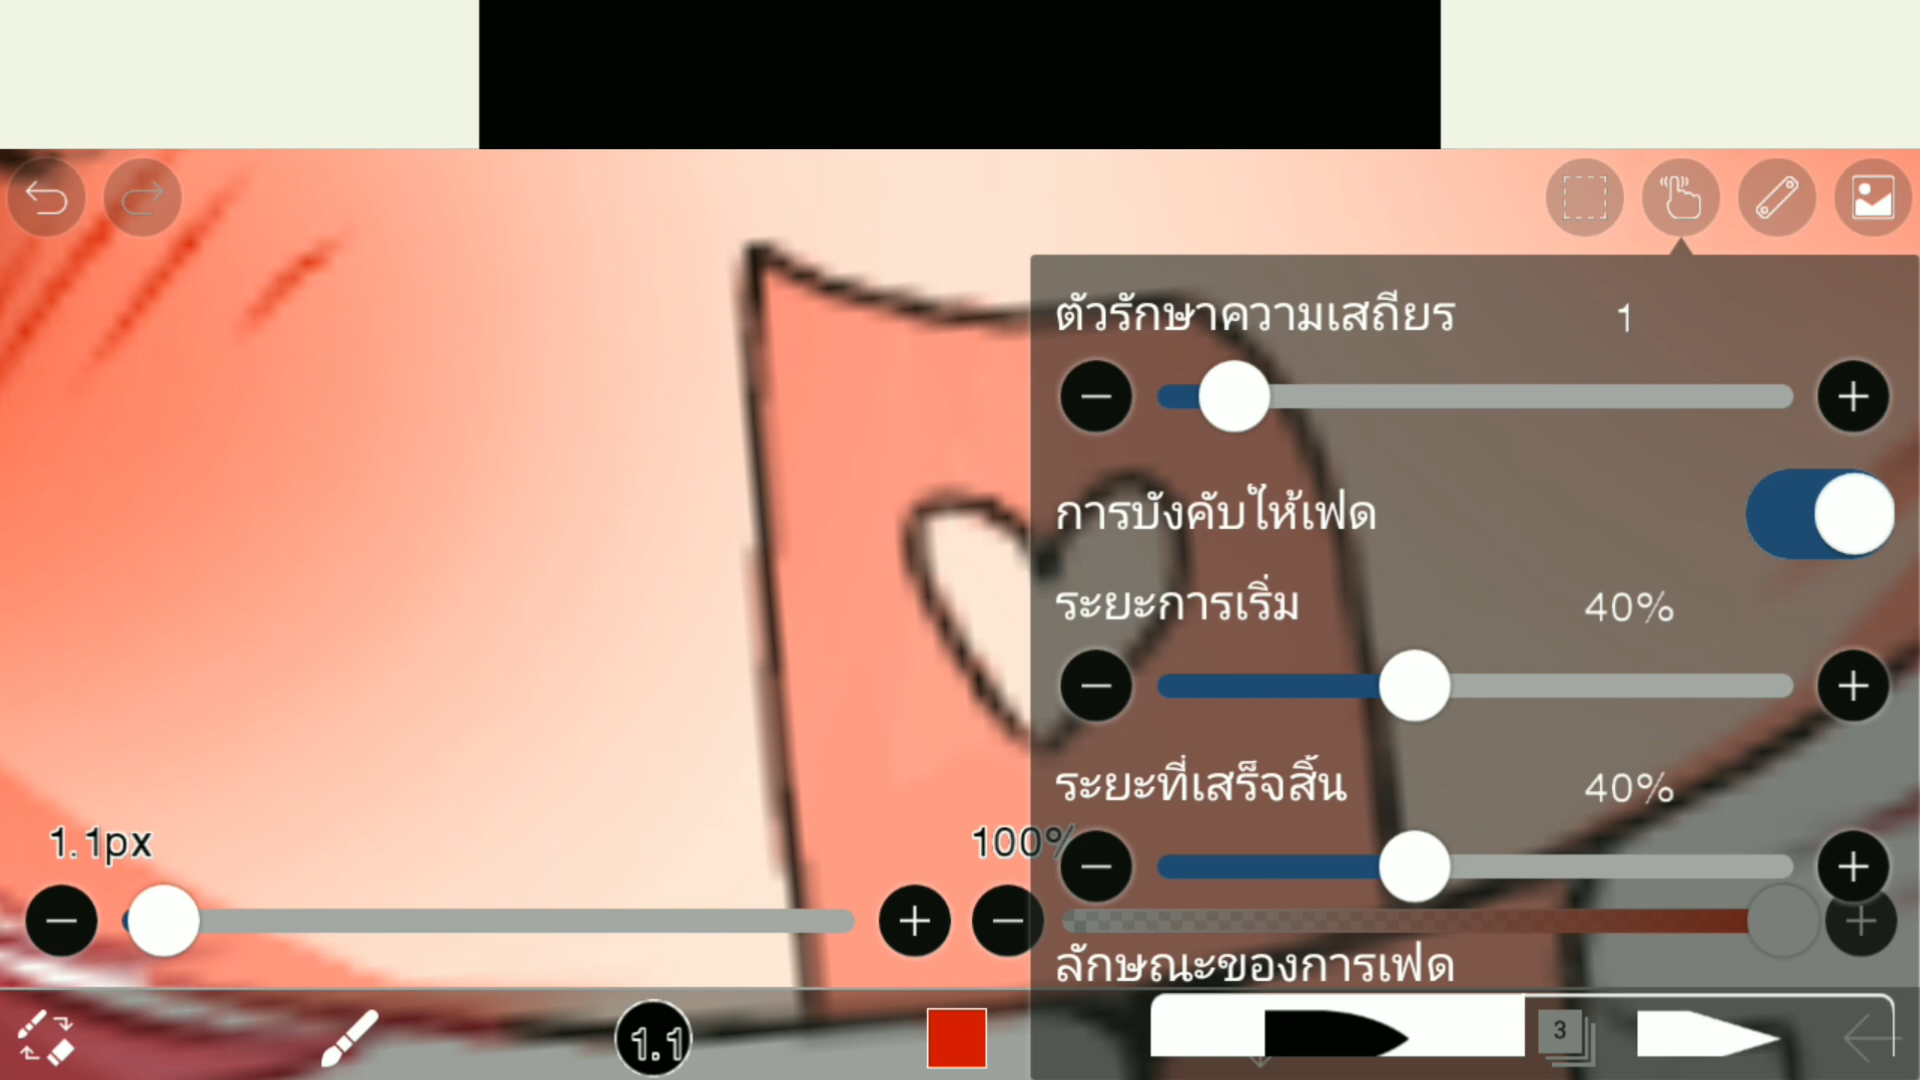 ตัวรักษาความเสถียร 1
การบังคับให้เฟด
ระยะการเริ่ม 40%
ระยะที่เสร็จสิ้น 40%
1.1px 100%
ลักษณะของการเฟด
1.1 3